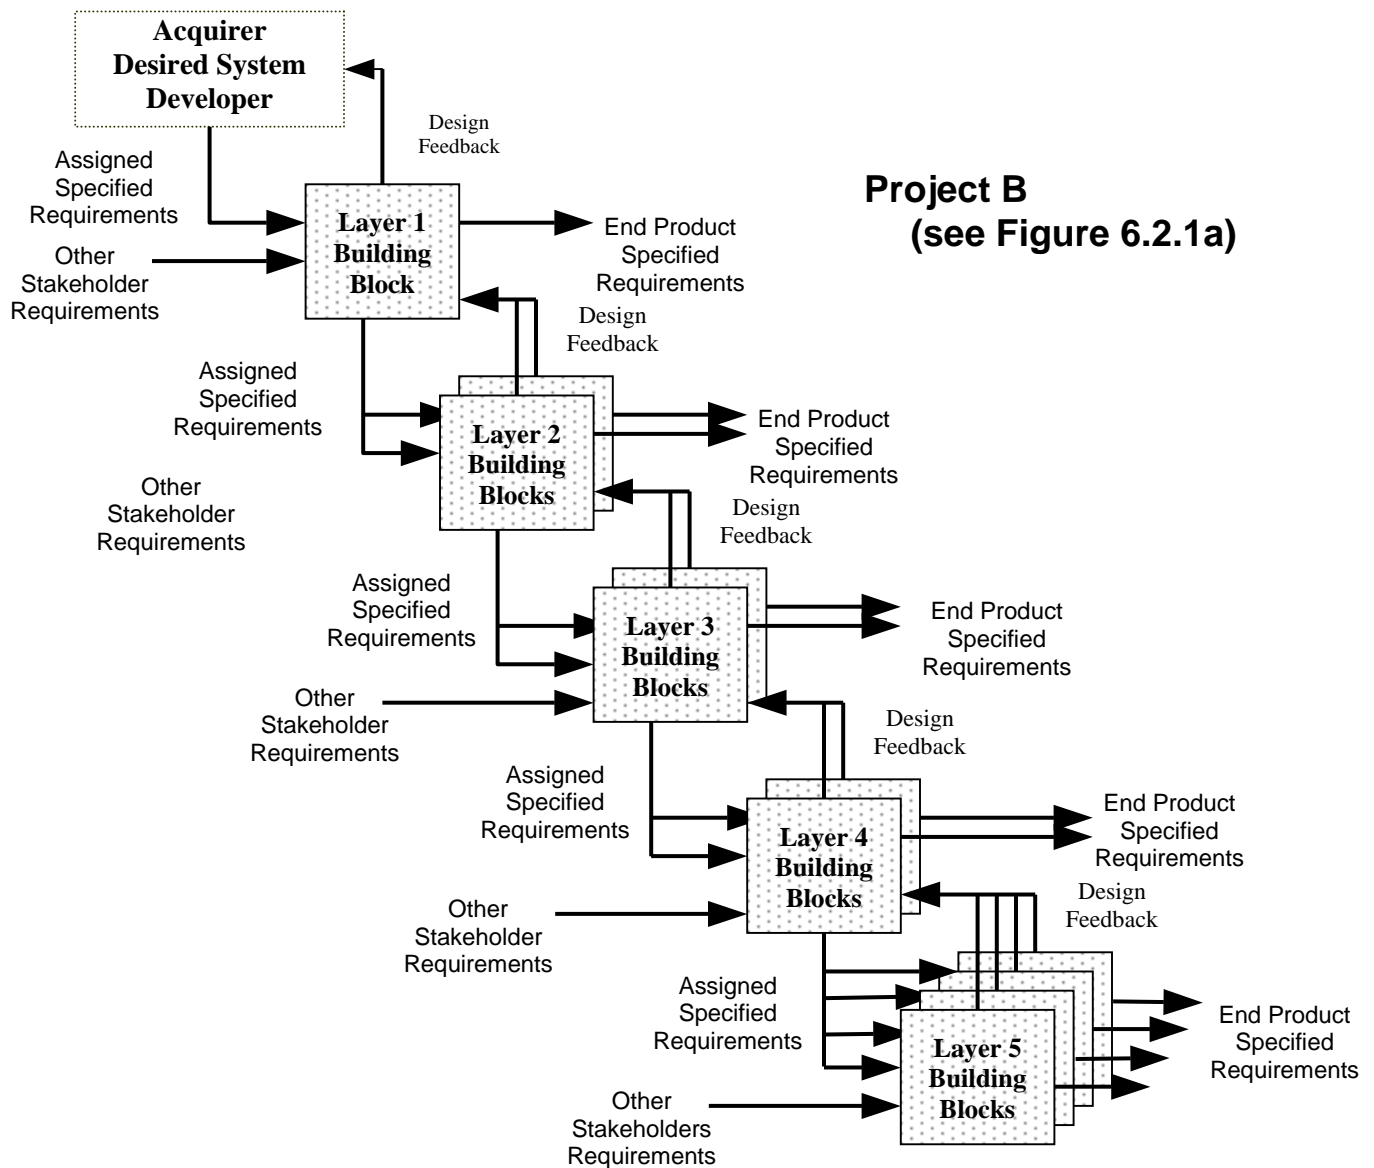 Acquirer
Desired System
Developer
Design
Feedback
Assigned
Specified
Requirements
Project B
(see Figure 6.2.1a)
Layer 1
Building
Block
End Product
Specified
Requirements
Other
Stakeholder
Requirements
Design
Feedback
Assigned
Specified
Requirements
Layer 2
Building
Blocks
End Product
Specified
Requirements
Other
Stakeholder
Requirements
Design
Feedback
Assigned
Specified
Requirements
Layer 3
Building
Blocks
End Product
Specified
Requirements
Other
Stakeholder
Requirements
Design
Feedback
Assigned
Specified
Requirements
Layer 4
Building
Blocks
End Product
Specified
Requirements
Other
Stakeholder
Requirements
Design
Feedback
Assigned
Specified
Requirements
Layer 5
Building
Blocks
End Product
Specified
Requirements
Other
Stakeholders
Requirements